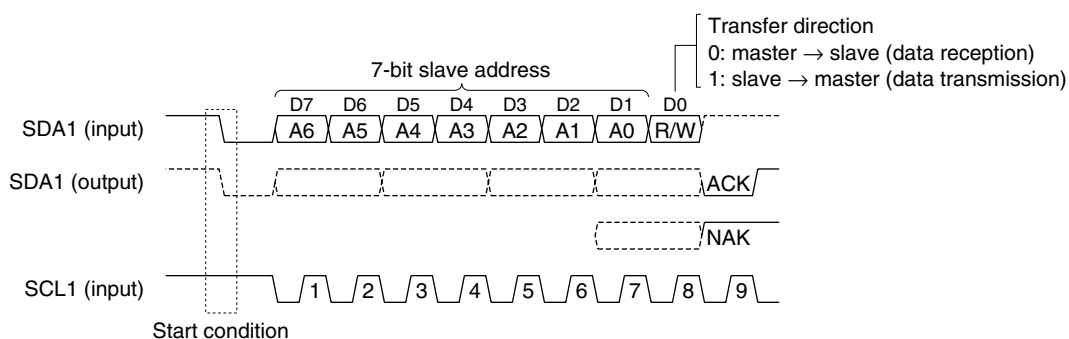 Transfer direction
0: master → slave (data reception)
1: slave → master (data transmission)
7-bit slave address
D7 D6 D5 D4 D3 D2 D1 D0
SDA1 (input) A6 A5 A4 A3 A2 A1 A0 R/W
SDA1 (output) ACK
NAK
SCL1 (input) 1 2 3 4 5 6 7 8 9
Start condition